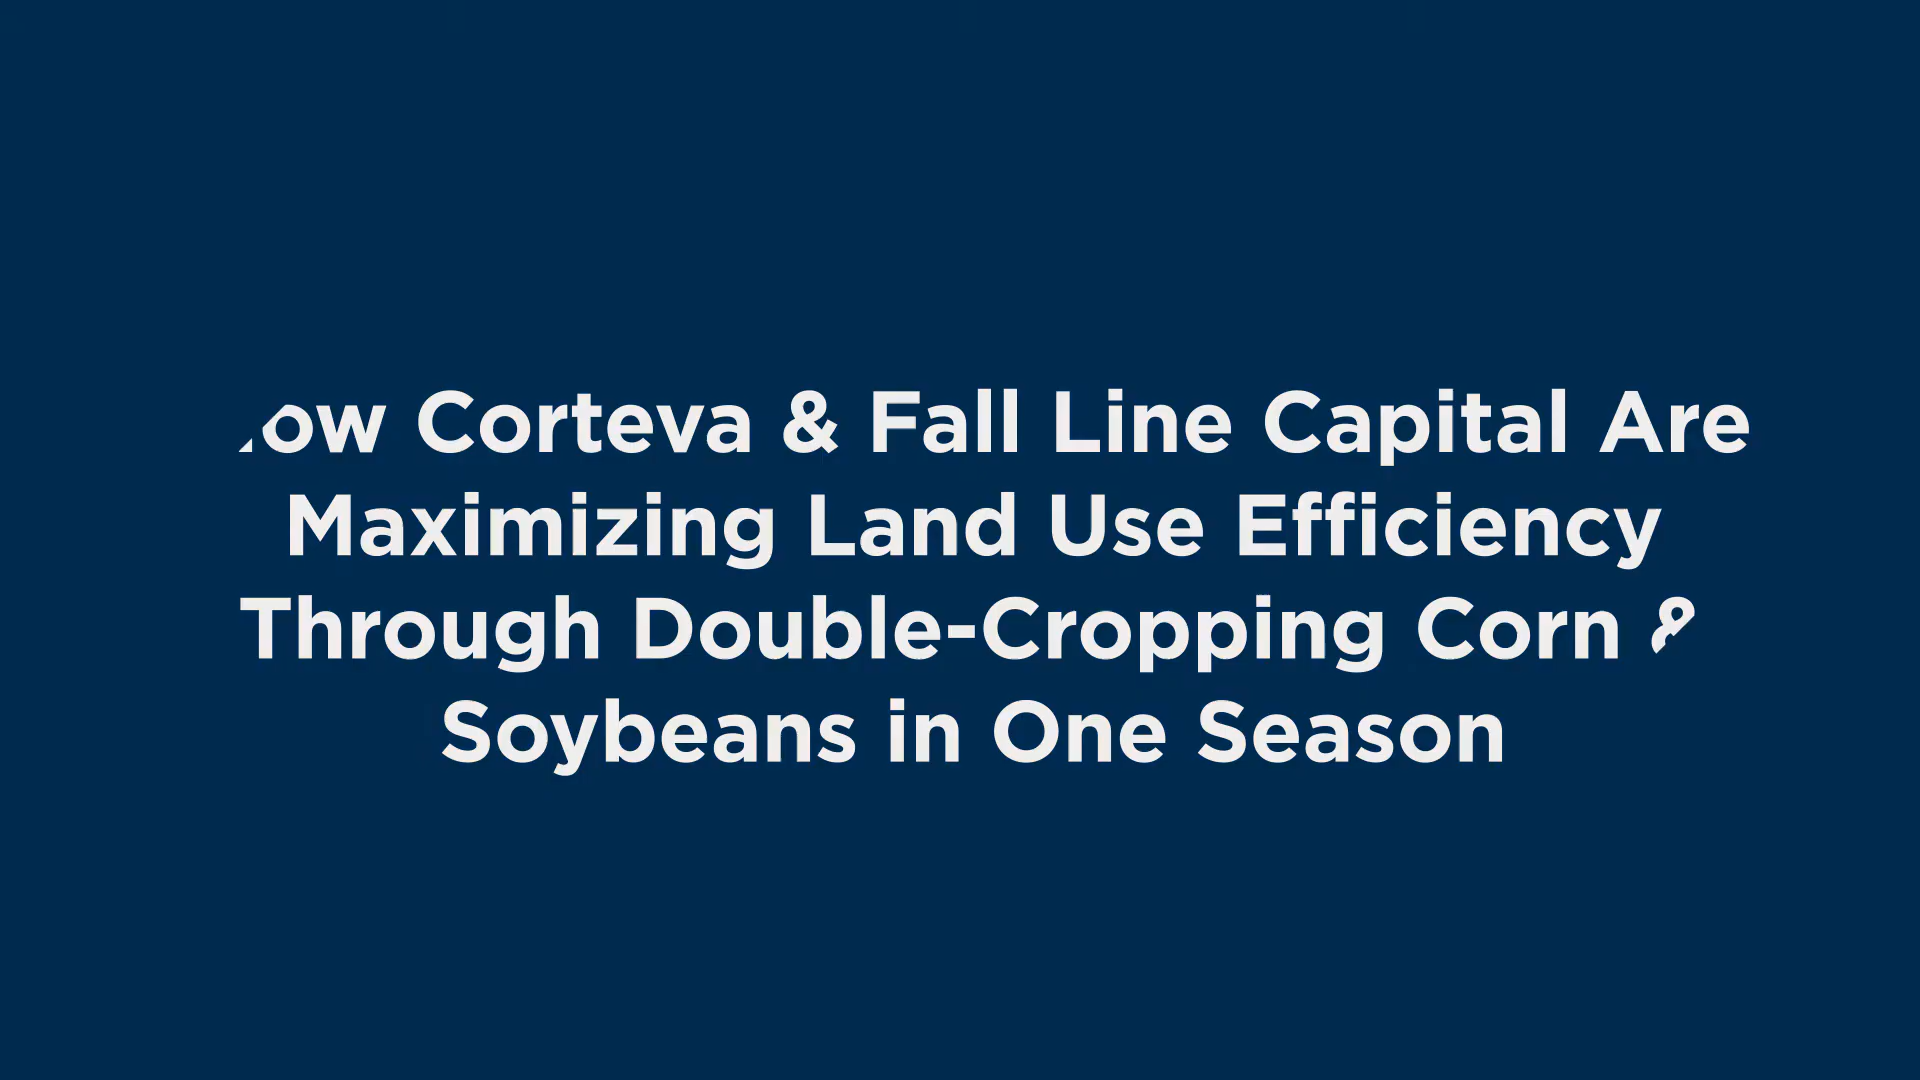 ow Corteva & Fall Line Capital Are
Maximizing Land Use Efficiency
Through Double-Cropping Corn &
Soybeans in One Season